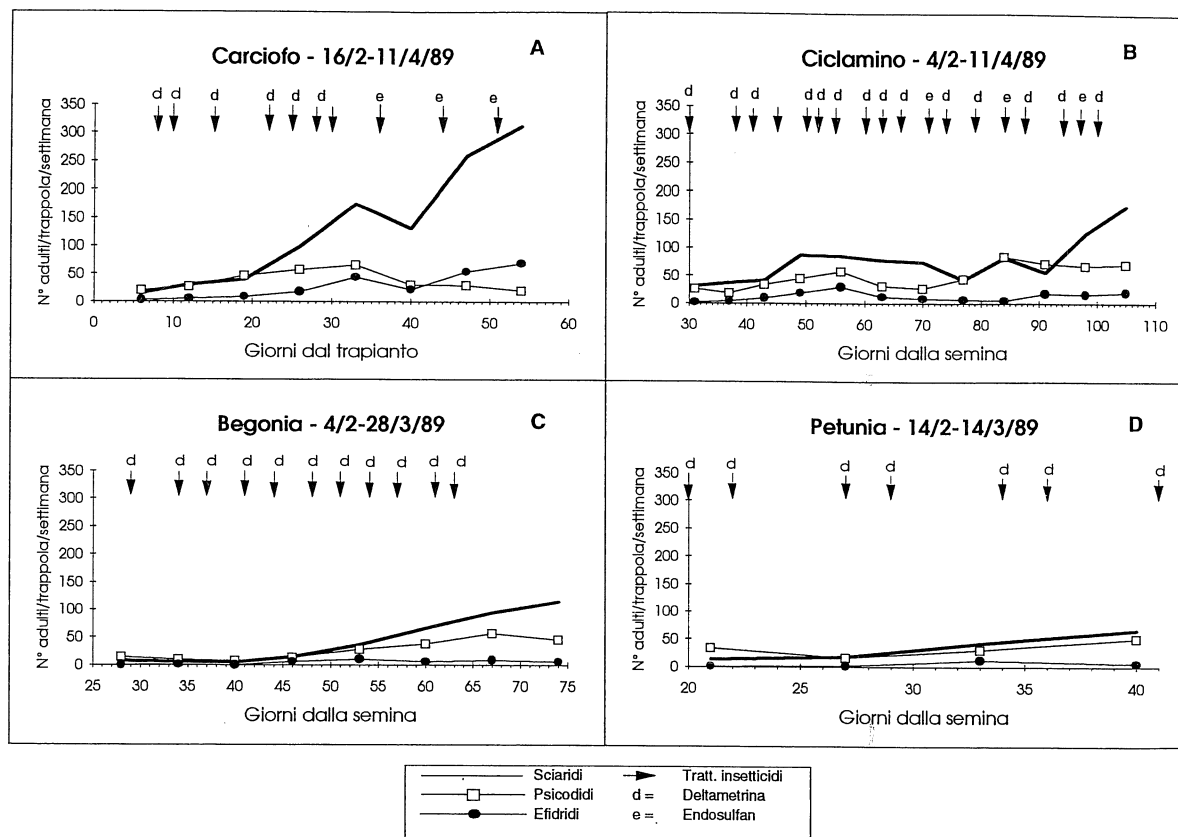 Carciofo - 16/2-11/4/89
A
d d d d d d e e e
N° adulti/trappola/settimana
350
300
250
200
150
100
50
0
0 10 20 30 40 50 60
Giorni dal trapianto
Ciclamino - 4/2-11/4/89
B
d d d d d d d d d e d d e d d e d
N° adulti/trappola/settimana
350
300
250
200
150
100
50
0
30 40 50 60 70 80 90 100 110
Giorni dalla semina
Begonia - 4/2-28/3/89
C
d d d d d d d d d d d
N° adulti/trappola/settimana
350
300
250
200
150
100
50
0
25 30 35 40 45 50 55 60 65 70 75
Giorni dalla semina
Petunia - 14/2-14/3/89
D
d d d d d d d
N° adulti/trappola/settimana
350
300
250
200
150
100
50
0
20 25 30 35 40
Giorni dalla semina
Sciaridi Tratt. insetticidi
Psicodidi d = Deltametrina
Efidridi e = Endosulfan